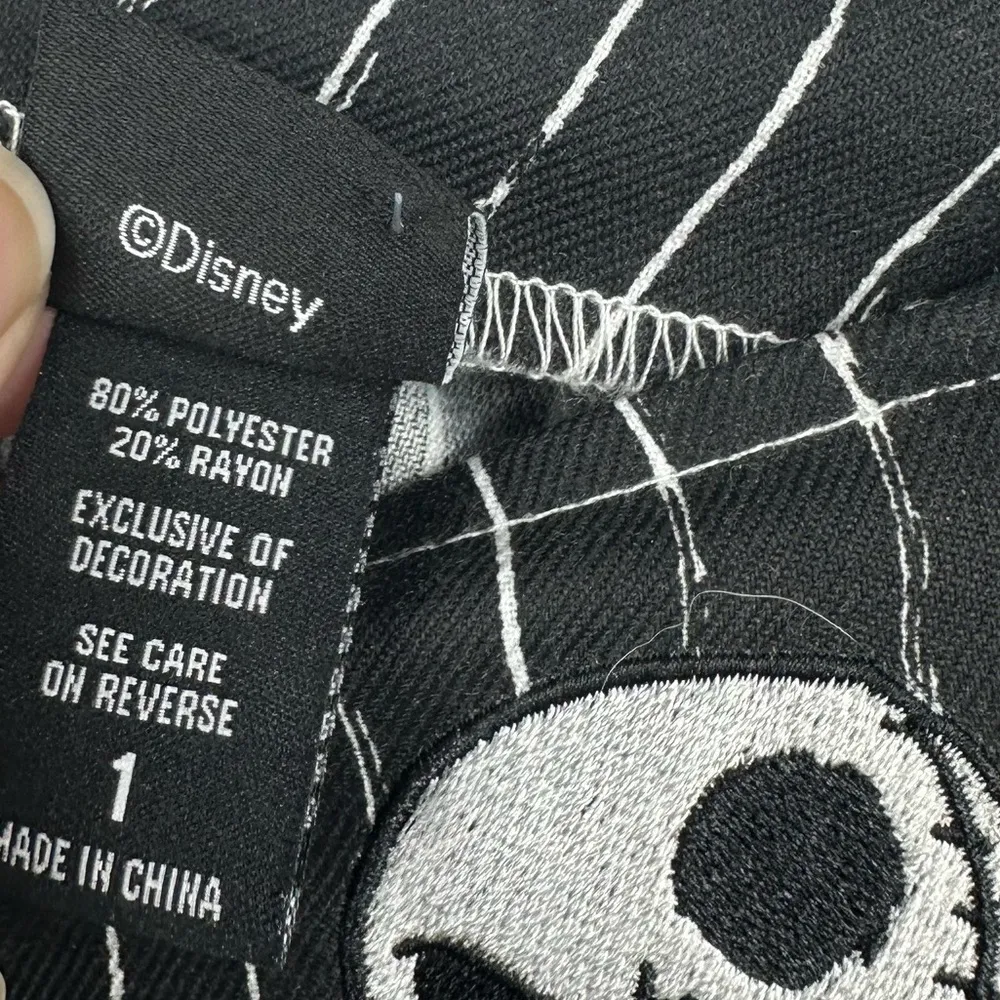 ©Disney
80% POLYESTER
20% RAYON
EXCLUSIVE OF
DECORATION
SEE CARE
ON REVERSE
1
MADE IN CHINA